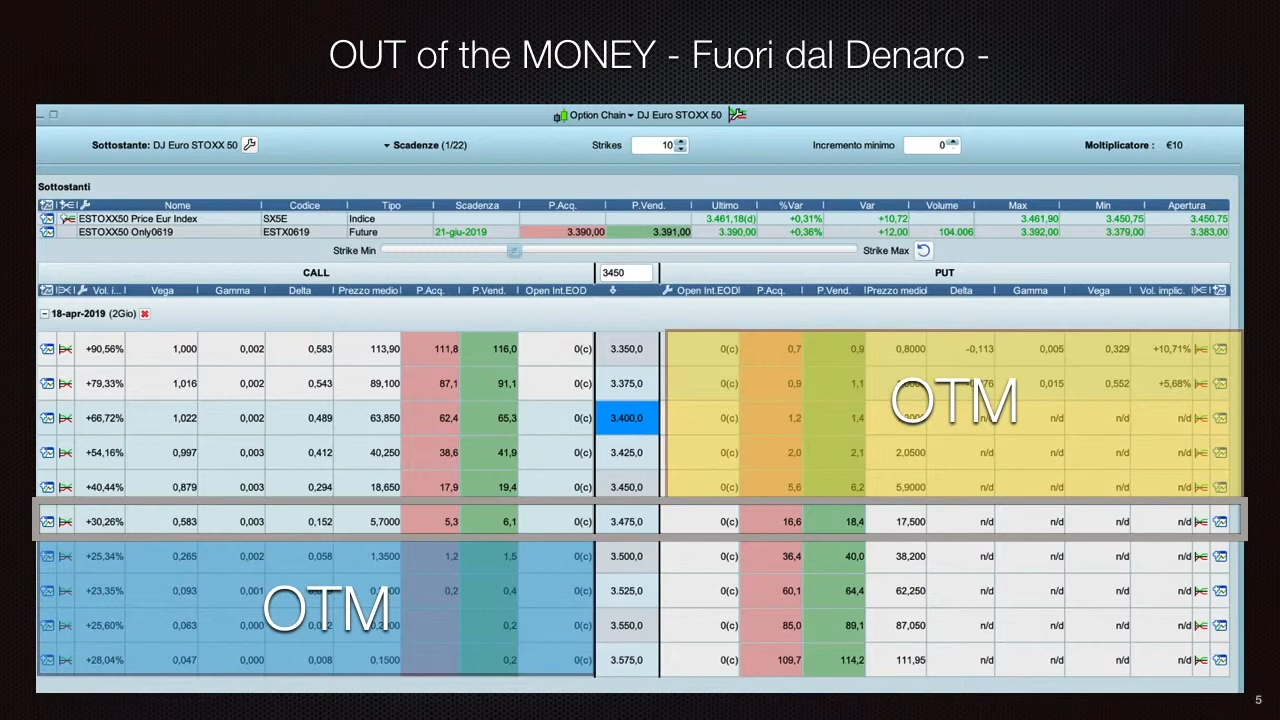 OUT of the MONEY - Fuori dal Denaro -
Option Chain DJ Euro STOXX 50
Sottostante: DJ Euro STOXX 50 Scadenze (1/22) Strikes 10 Incremento minimo 0 Moltiplicatore : €10
Sottostanti
Nome Codice Tipo Scadenza P.Acq. P.Vend. Ultimo %Var Var Volume Max Min Apertura
ESTOXX50 Price Eur Index SX5E Indice 3.461,18(d) +0,31% +10,72 3.461,90 3.450,75 3.450,75
ESTOXX50 Only0619 ESTX0619 Future 21-giu-2019 3.390,00 3.391,00 3.390,00 +0,36% +12,00 104.006 3.392,00 3.379,00 3.383,00
Strike Min Strike Max
CALL 3450 PUT
Vol. i... Vega Gamma Delta Prezzo medio P.Acq. P.Vend. Open Int.EOD Open Int.EOD P.Acq. P.Vend. Prezzo medio Delta Gamma Vega Vol. implic.
18-apr-2019 (2Gio)
+90,56% 1,000 0,002 0,583 113,90 111,8 116,0 0(c) 3.350,0 0(c) 0,7 0,9 0,8000 -0,113 0,005 0,329 +10,71%
+79,33% 1,016 0,002 0,543 89,100 87,1 91,1 0(c) 3.375,0 0(c) 0,9 1,1 0,015 0,552 +5,68%
OTM
+66,72% 1,022 0,002 0,489 63,850 62,4 65,3 0(c) 3.400,0 0(c) 1,2 1,4 n/d n/d n/d n/d
+54,16% 0,997 0,003 0,412 40,250 38,6 41,9 0(c) 3.425,0 0(c) 2,0 2,1 2,0500 n/d n/d n/d n/d
+40,44% 0,879 0,003 0,294 18,650 17,9 19,4 0(c) 3.450,0 0(c) 5,6 6,2 5,9000 n/d n/d n/d n/d
+30,26% 0,583 0,003 0,152 5,7000 5,3 6,1 0(c) 3.475,0 0(c) 16,6 18,4 17,500 n/d n/d n/d n/d
+25,34% 0,265 0,002 0,058 1,3500 1,2 1,5 0(c) 3.500,0 0(c) 36,4 40,0 38,200 n/d n/d n/d n/d
+23,35% 0,093 0,2 0,4 0(c) 3.525,0 0(c) 60,1 64,4 62,250 n/d n/d n/d n/d
OTM
+25,60% 0,063 0,000 0,2 0(c) 3.550,0 0(c) 85,0 89,1 87,050 n/d n/d n/d n/d
+28,04% 0,047 0,000 0,008 0,1500 0,2 0(c) 3.575,0 0(c) 109,7 114,2 111,95 n/d n/d n/d n/d
5